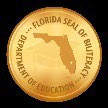 FLORIDA SEAL OF BILITERACY
DEPARTMENT OF EDUCATION